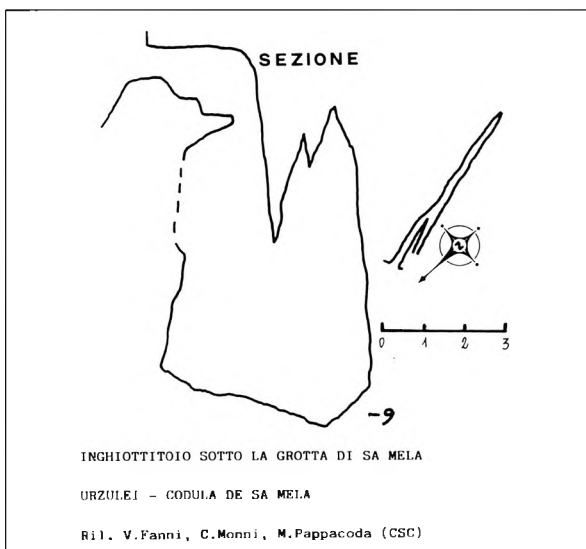 SEZIONE
N
0 1 2 3
-9
INGHIOTTITOIO SOTTO LA GROTTA DI SA MELA
URZULEI - CODULA DE SA MELA
Ril. V.Fanni, C.Monni, M.Pappacoda (CSC)